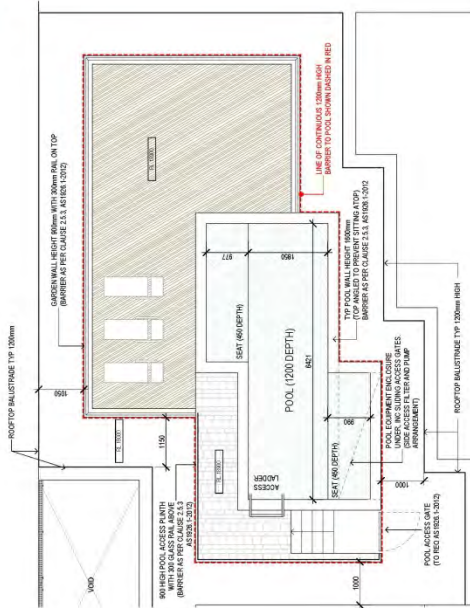 ROOFTOP BALUSTRADE TYP 1200mm
GARDEN WALL HEIGHT 900mm WITH 300mm RAIL ON TOP
(BARRIER AS PER CLAUSE 2.5.3, AS1926.1-2012)
1050
1150
VOID
900 HIGH POOL ACCESS PLINTH
WITH 300 GLASS RAIL ABOVE
(BARRIER AS PER CLAUSE 2.5.3
AS1926.1-2012)
LINE OF CONTINUOUS 1200mm HIGH
BARRIER TO POOL SHOWN DASHED IN RED
977
1850
SEAT (450 DEPTH)
POOL (1200 DEPTH)
6421
ACCESS
LADDER
SEAT (450 DEPTH)
990
TYP POOL WALL HEIGHT 1800mm
(TOP ANGLED TO PREVENT SITTING ATOP)
BARRIER AS PER CLAUSE 2.5.3, AS1926.1-2012
POOL EQUIPMENT ENCLOSURE
UNDER, INC SLIDING ACCESS GATES.
(SIDE ACCESS FILTER AND PUMP
ARRANGEMENT)
1000
ROOFTOP BALUSTRADE TYP 1200mm HIGH
POOL ACCESS GATE
(TO REQ AS1926.1-2012)
1000